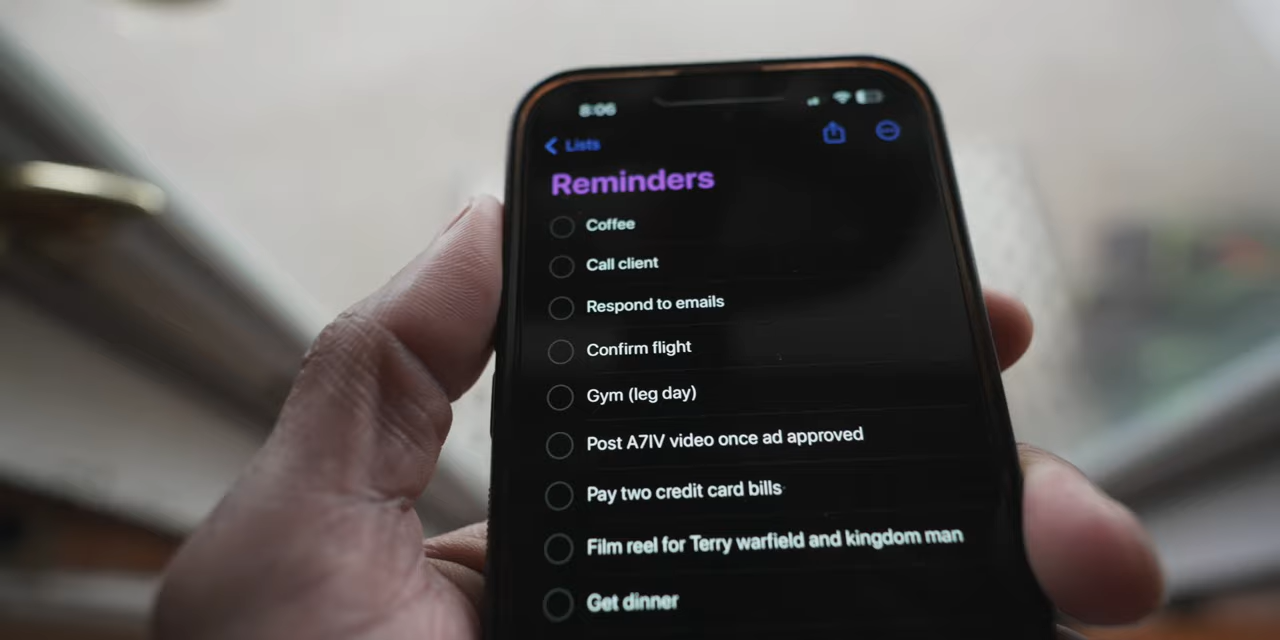 8:06
Lists
Reminders
Coffee
Call client
Respond to emails
Confirm flight
Gym (leg day)
Post A7IV video once ad approved
Pay two credit card bills
Film reel for Terry warfield and kingdom man
Get dinner